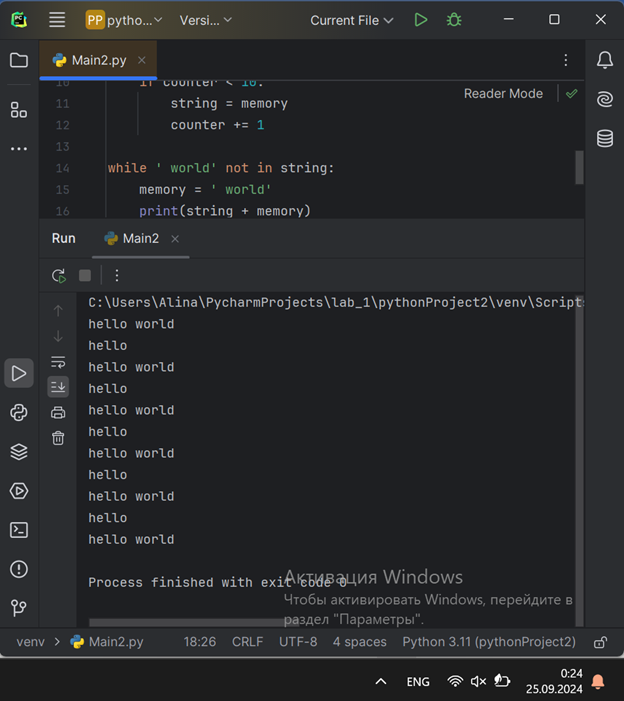 PC PP pytho... Versi... Current File
Main2.py
10 if counter < 10:
Reader Mode
11 string = memory
12 counter += 1
13
14 while ' world' not in string:
15 memory = ' world'
16 print(string + memory)
Run Main2
C:\Users\Alina\PycharmProjects\lab_1\pythonProject2\venv\Scripts
hello world
hello
hello world
hello
hello world
hello
hello world
hello
hello world
hello
hello world
Process finished with exit code 0
Активация Windows
Чтобы активировать Windows, перейдите в
раздел "Параметры".
venv > Main2.py 18:26 CRLF UTF-8 4 spaces Python 3.11 (pythonProject2)
ENG 0:24
25.09.2024